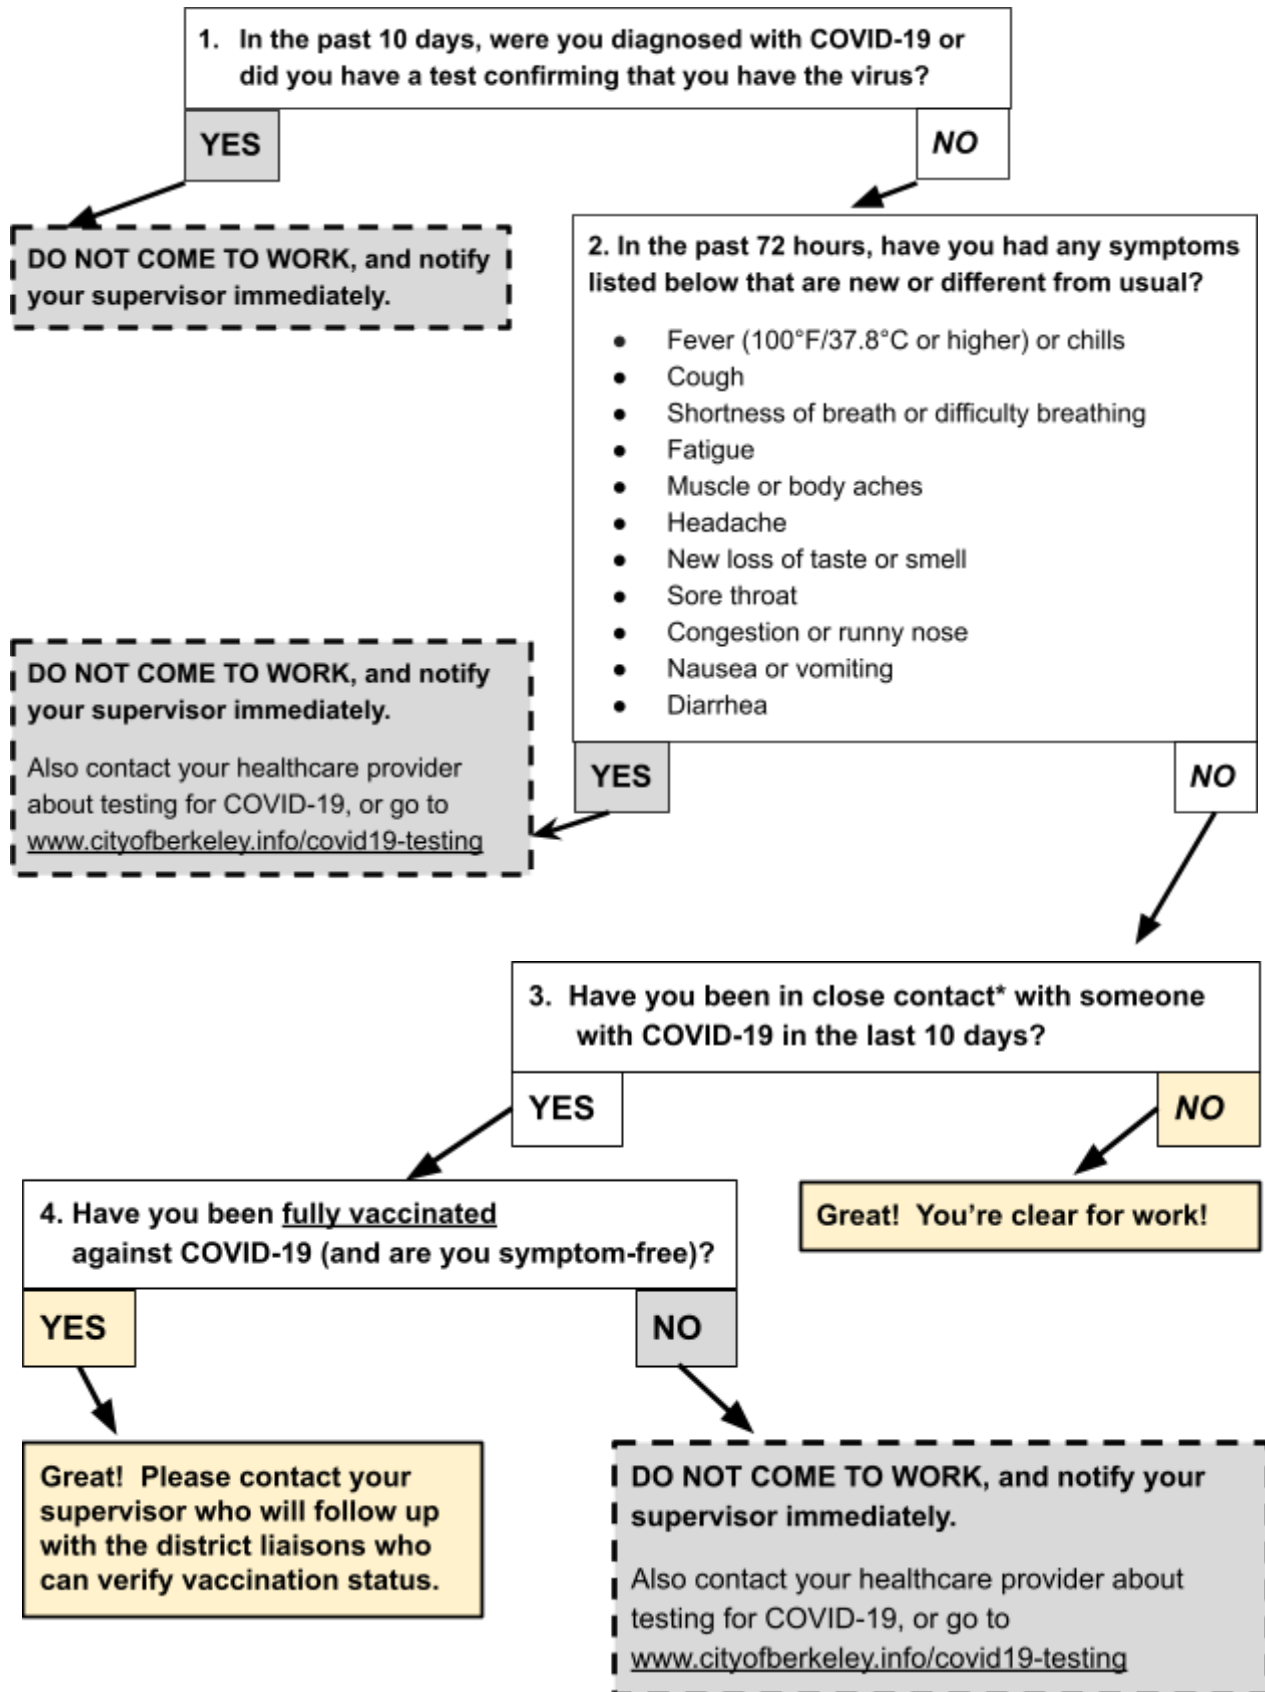 1. In the past 10 days, were you diagnosed with COVID-19 or
did you have a test confirming that you have the virus?
YES
NO
DO NOT COME TO WORK, and notify
your supervisor immediately.
2. In the past 72 hours, have you had any symptoms
listed below that are new or different from usual?
● Fever (100°F/37.8°C or higher) or chills
● Cough
● Shortness of breath or difficulty breathing
● Fatigue
● Muscle or body aches
● Headache
● New loss of taste or smell
● Sore throat
● Congestion or runny nose
● Nausea or vomiting
● Diarrhea
YES
NO
DO NOT COME TO WORK, and notify
your supervisor immediately.
Also contact your healthcare provider
about testing for COVID-19, or go to
www.cityofberkeley.info/covid19-testing
3. Have you been in close contact* with someone
with COVID-19 in the last 10 days?
YES
NO
Great! You're clear for work!
4. Have you been fully vaccinated
against COVID-19 (and are you symptom-free)?
YES
NO
Great! Please contact your
supervisor who will follow up
with the district liaisons who
can verify vaccination status.
DO NOT COME TO WORK, and notify your
supervisor immediately.
Also contact your healthcare provider about
testing for COVID-19, or go to
www.cityofberkeley.info/covid19-testing